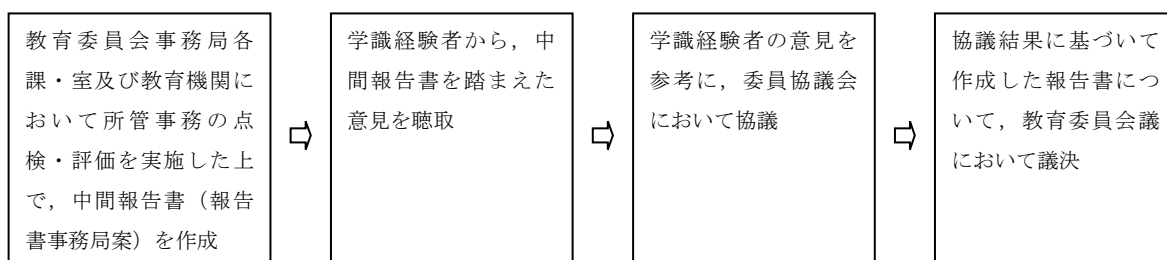 教育委員会事務局各
課・室及び教育機関に
おいて所管事務の点
検・評価を実施した上
で，中間報告書（報告
書事務局案）を作成
学識経験者から，中
間報告書を踏まえた
意見を聴取
学識経験者の意見を
参考に，委員協議会
において協議
協議結果に基づいて
作成した報告書につ
いて，教育委員会議
において議決